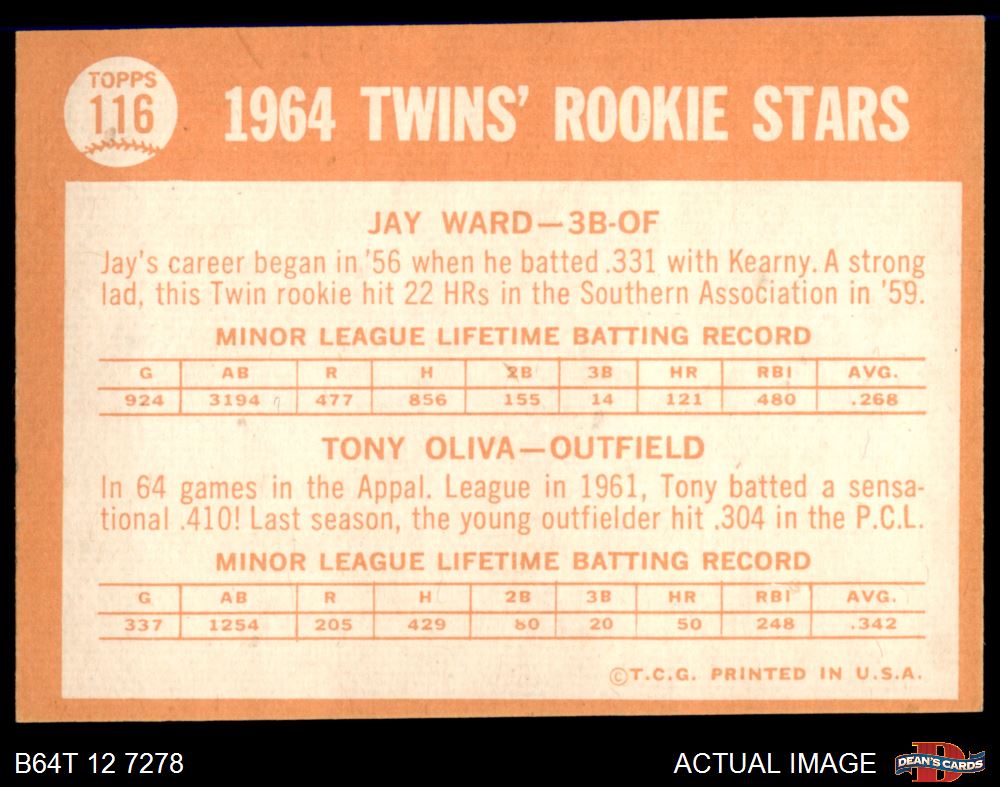 TOPPS
116
1964 TWINS' ROOKIE STARS
JAY WARD—3B-OF
Jay's career began in '56 when he batted .331 with Kearny. A strong
lad, this Twin rookie hit 22 HRs in the Southern Association in '59.
MINOR LEAGUE LIFETIME BATTING RECORD
G AB R H 2B 3B HR RBI AVG.
924 3194 477 856 155 14 121 480 .268
TONY OLIVA—OUTFIELD
In 64 games in the Appal. League in 1961, Tony batted a sensa-
tional .410! Last season, the young outfielder hit .304 in the P.C.L.
MINOR LEAGUE LIFETIME BATTING RECORD
G AB R H 2B 3B HR RBI AVG.
337 1254 205 429 80 20 50 248 .342
©T.C.G. PRINTED IN U.S.A.
B64T 12 7278
ACTUAL IMAGE
DEAN'S CARDS